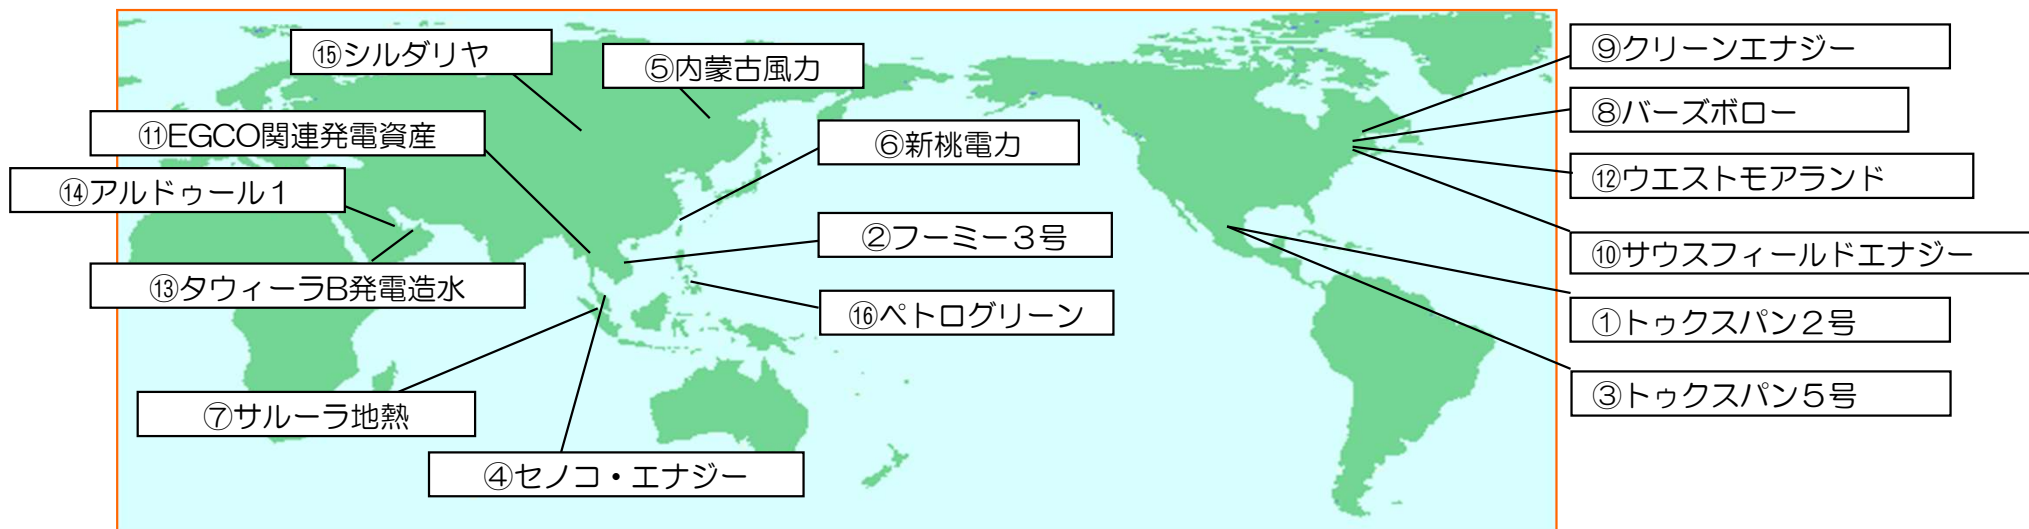 ⑮シルダリヤ
⑤内蒙古風力
⑨クリーンエナジー
⑧バーズボロー
⑪EGCO関連発電資産
⑥新桃電力
⑫ウエストモアランド
⑭アルドゥール１
②フーミー３号
⑩サウスフィールドエナジー
⑬タウィーラB発電造水
⑯ペトログリーン
①トゥクスパン２号
③トゥクスパン５号
⑦サルーラ地熱
④セノコ・エナジー